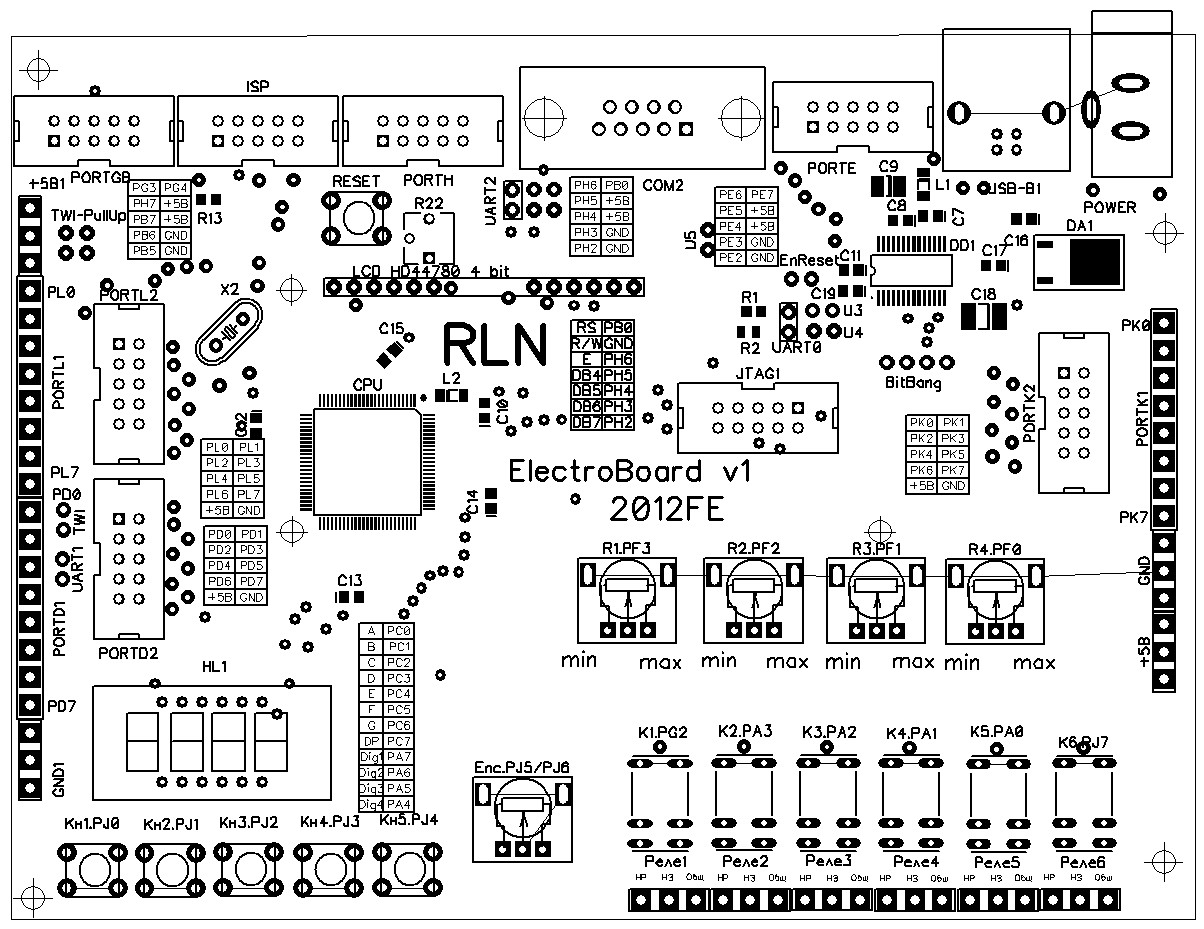 ISP
+5B1
PORTGB
RESET
PORTH
UART2
COM2
PORTE
C9
L1
USB-B1
POWER
PG3 PG4
PH7 +5B
PB7 +5B
PB6 GND
PB5 GND
R13
TWI-PullUp
R22
PH6 PB0
PH5 +5B
PH4 +5B
PH3 GND
PH2 GND
PE6 PE7
PE5 +5B
PE4 +5B
PE3 GND
PE2 GND
U5
C8
C7
C16
DA1
DD1
EnReset
C11
C17
C19
LCD HD44780 4 bit
PL0
PORTL2
X2
R1
R2
U3
U4
UART0
C18
PK0
C15
RLN
RS PB0
R/W GND
E PH6
DB4 PH5
DB5 PH4
DB6 PH3
DB7 PH2
BitBang
PORTL1
CPU
L2
C10
JTAG1
PORTK2
PORTK1
PK0 PK1
PK2 PK3
PK4 PK5
PK6 PK7
+5B GND
PL0 PL1
PL2 PL3
PL4 PL5
PL6 PL7
+5B GND
PL7
PD0
TWI
UART1
ElectroBoard v1
2012FE
C14
PK7
PD0 PD1
PD2 PD3
PD4 PD5
PD6 PD7
+5B GND
R1.PF3
R2.PF2
R3.PF1
R4.PF0
GND
C13
PORTD1
PORTD2
min max
min max
min max
min max
+5B
HL1
A PC0
B PC1
C PC2
D PC3
E PC4
F PC5
G PC6
DP PC7
Dig1 PA7
Dig2 PA6
Dig3 PA5
Dig4 PA4
PD7
GND1
K1.PG2
K2.PA3
K3.PA2
K4.PA1
K5.PA0
K6.PJ7
Enc.PJ5/PJ6
Кн1.PJ0
Кн2.PJ1
Кн3.PJ2
Кн4.PJ3
Кн5.PJ4
Реле1
Реле2
Реле3
Реле4
Реле5
Реле6
НР НЗ Общ
НР НЗ Общ
НР НЗ Общ
НР НЗ Общ
НР НЗ Общ
НР НЗ Общ